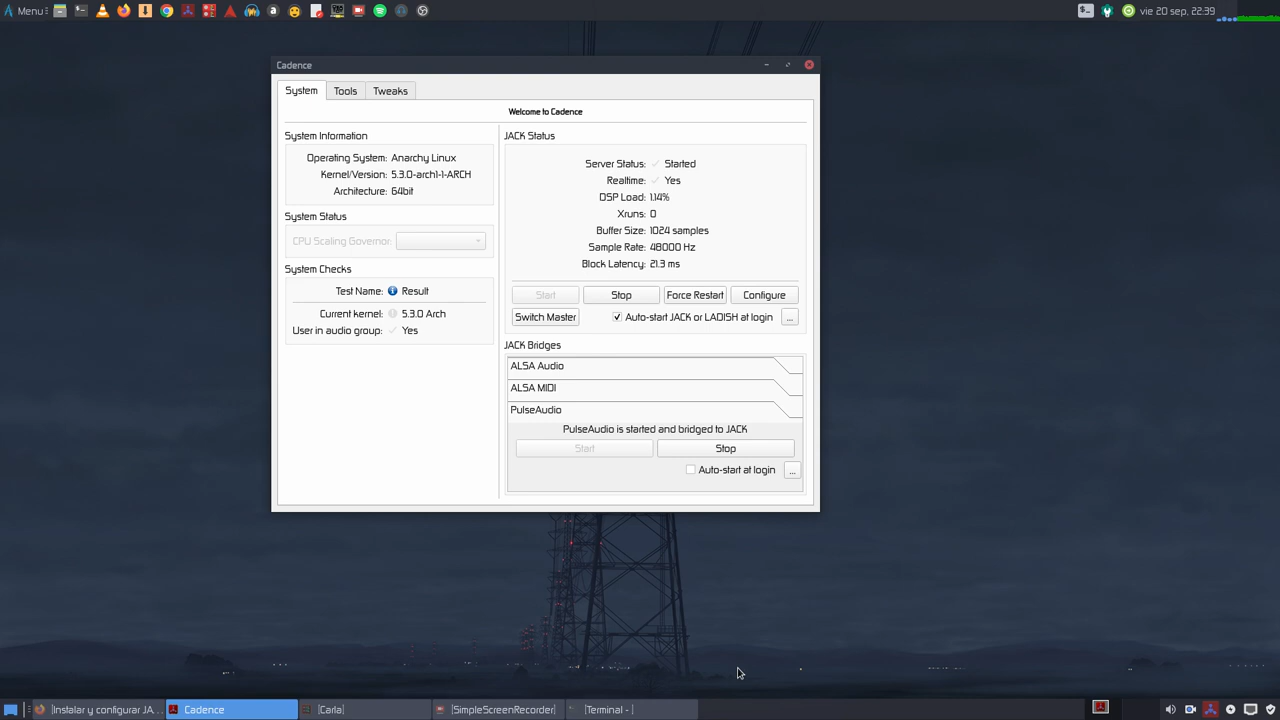 Menu
vie 20 sep, 22:39
Cadence
System
Tools
Tweaks
Welcome to Cadence
System Information
Operating System: Anarchy Linux
Kernel/Version: 5.3.0-arch1-1-ARCH
Architecture: 64bit
System Status
CPU Scaling Governor:
System Checks
Test Name: Result
Current kernel: 5.3.0 Arch
User in audio group: Yes
JACK Status
Server Status: Started
Realtime: Yes
DSP Load: 1.14%
Xruns: 0
Buffer Size: 1024 samples
Sample Rate: 48000 Hz
Block Latency: 21.3 ms
Start
Stop
Force Restart
Configure
Switch Master
Auto-start JACK or LADISH at login
...
JACK Bridges
ALSA Audio
ALSA MIDI
PulseAudio
PulseAudio is started and bridged to JACK
Start
Stop
Auto-start at login
...
[Instalar y configurar JA...
Cadence
[Carla]
[SimpleScreenRecorder]
[Terminal - ]